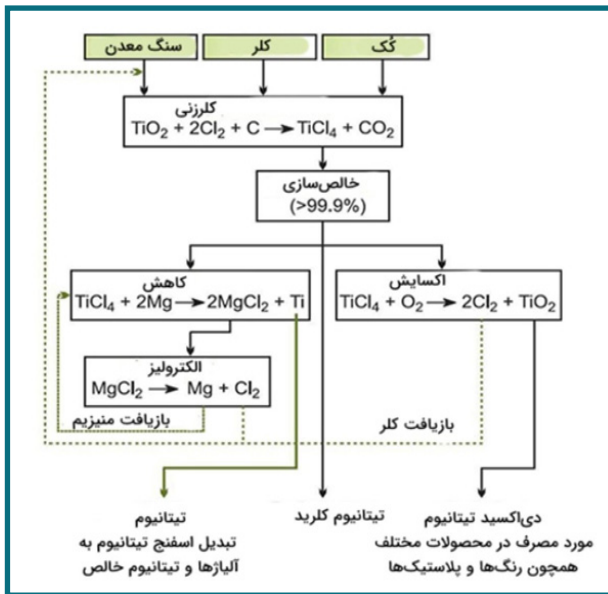 سنگ معدن
کلر
کُک
کلرزنی
TiO₂ + 2Cl₂ + C ⟶ TiCl₄ + CO₂
خالص‌سازی
(>99.9%)
کاهش
TiCl₄ + 2Mg ⟶ 2MgCl₂ + Ti
اکسایش
TiCl₄ + O₂ ⟶ 2Cl₂ + TiO₂
الکترولیز
MgCl₂ ⟶ Mg + Cl₂
بازیافت منیزیم
بازیافت کلر
تیتانیوم
تبدیل اسفنج تیتانیوم به
آلیاژها و تیتانیوم خالص
تیتانیوم کلرید
دی‌اکسید تیتانیوم
مورد مصرف در محصولات مختلف
همچون رنگ‌ها و پلاستیک‌ها